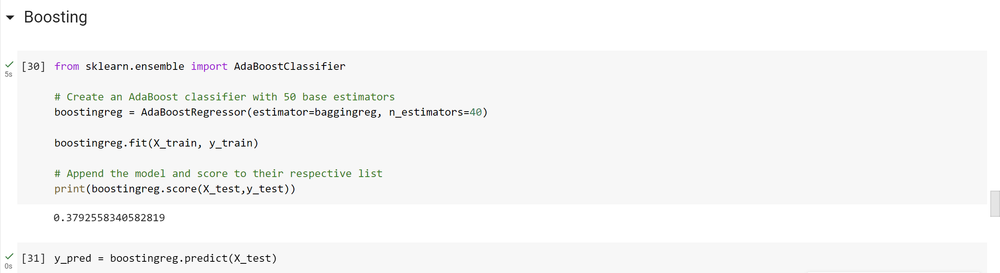 Boosting
[30] from sklearn.ensemble import AdaBoostClassifier
5s
# Create an AdaBoost classifier with 50 base estimators
boostingreg = AdaBoostRegressor(estimator=baggingreg, n_estimators=40)
boostingreg.fit(X_train, y_train)
# Append the model and score to their respective list
print(boostingreg.score(X_test,y_test))
0.3792558340582819
[31] y_pred = boostingreg.predict(X_test)
0s